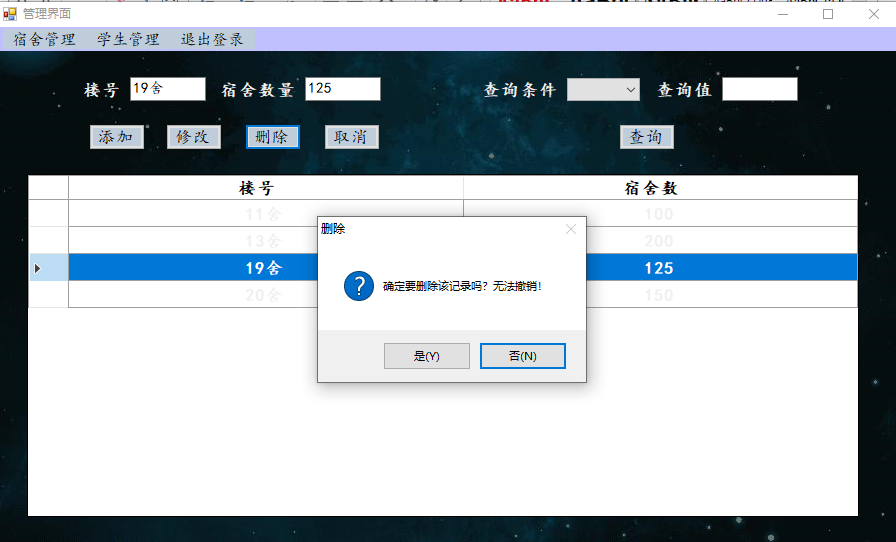 管理界面
宿舍管理 学生管理 退出登录
楼号 19舍 宿舍数量 125 查询条件 查询值
添加 修改 删除 取消 查询
楼号 宿舍数
11舍 100
13舍 200
19舍 125
20舍 150
删除
确定要删除该记录吗？无法撤销！
是(Y) 否(N)